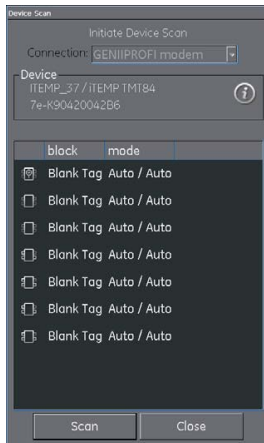 Device Scan
Initiate Device Scan
Connection: GENIIPROFI modem
Device
ITEMP_37 / iTEMP TMT84
7e-K90420042B6
block mode
Blank Tag Auto / Auto
Blank Tag Auto / Auto
Blank Tag Auto / Auto
Blank Tag Auto / Auto
Blank Tag Auto / Auto
Blank Tag Auto / Auto
Blank Tag Auto / Auto
Scan Close